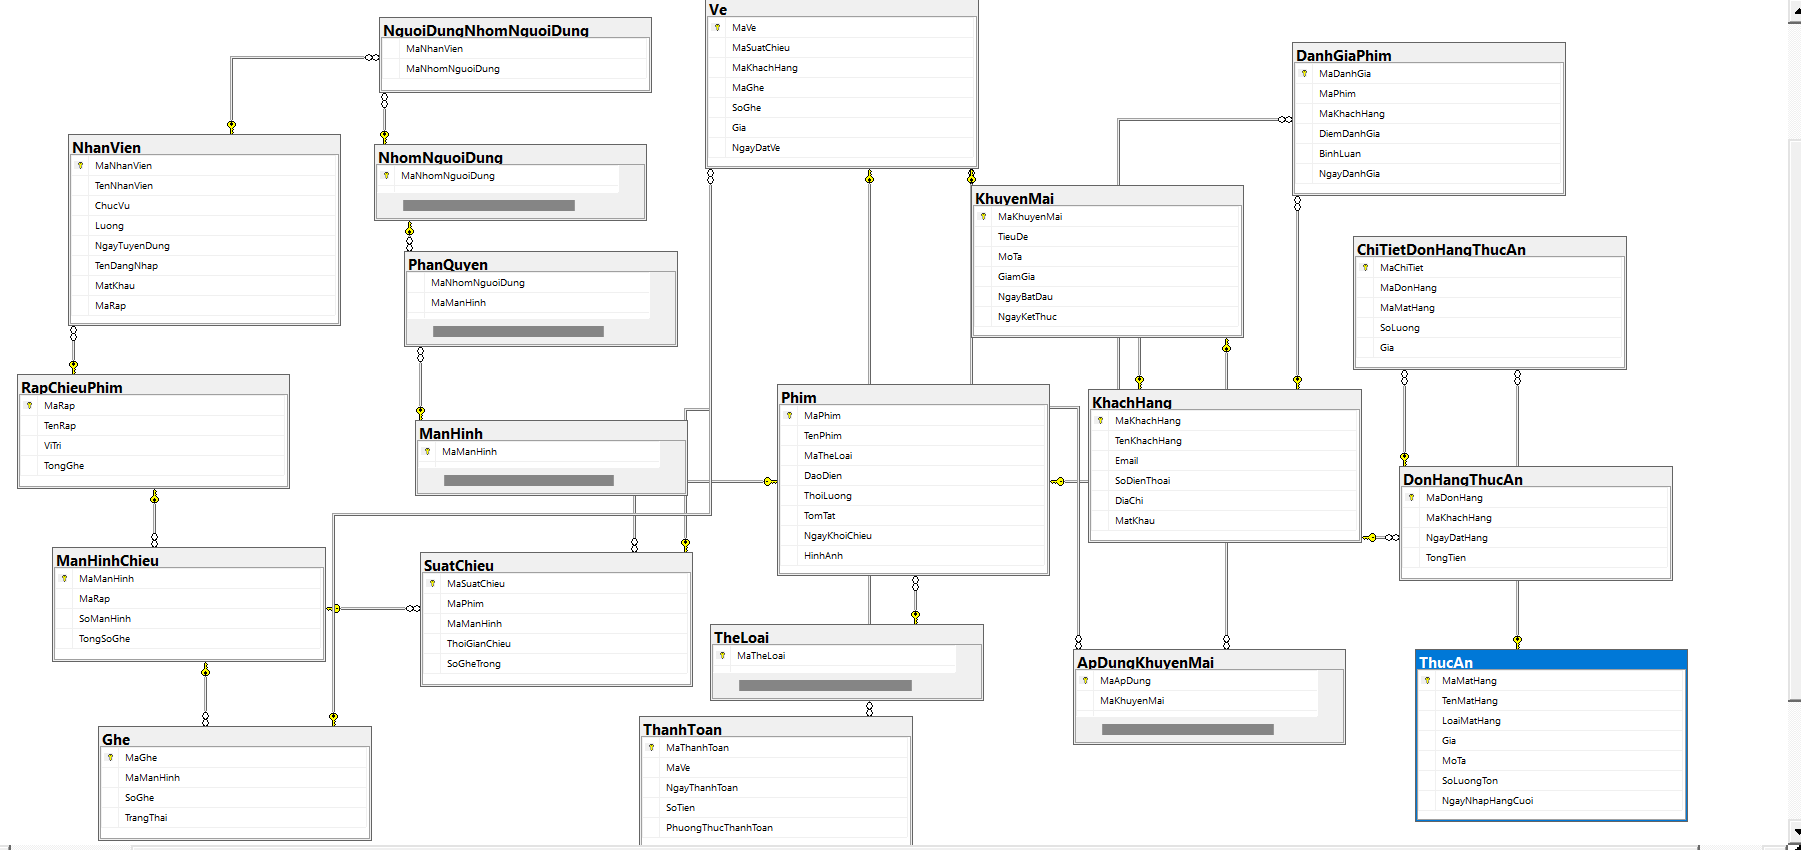 NguoiDungNhomNguoiDung
MaNhanVien
MaNhomNguoiDung
NhanVien
MaNhanVien
TenNhanVien
ChucVu
Luong
NgayTuyenDung
TenDangNhap
MatKhau
MaRap
NhomNguoiDung
MaNhomNguoiDung
PhanQuyen
MaNhomNguoiDung
MaManHinh
ManHinh
MaManHinh
RapChieuPhim
MaRap
TenRap
ViTri
TongGhe
ManHinhChieu
MaManHinh
MaRap
SoManHinh
TongSoGhe
Ghe
MaGhe
MaManHinh
SoGhe
TrangThai
SuatChieu
MaSuatChieu
MaPhim
MaManHinh
ThoiGianChieu
SoGheTrong
Ve
MaVe
MaSuatChieu
MaKhachHang
MaGhe
SoGhe
Gia
NgayDatVe
Phim
MaPhim
TenPhim
MaTheLoai
DaoDien
ThoiLuong
TomTat
NgayKhoiChieu
HinhAnh
TheLoai
MaTheLoai
ThanhToan
MaThanhToan
MaVe
NgayThanhToan
SoTien
PhuongThucThanhToan
KhuyenMai
MaKhuyenMai
TieuDe
MoTa
GiamGia
NgayBatDau
NgayKetThuc
KhachHang
MaKhachHang
TenKhachHang
Email
SoDienThoai
DiaChi
MatKhau
ApDungKhuyenMai
MaApDung
MaKhuyenMai
DanhGiaPhim
MaDanhGia
MaPhim
MaKhachHang
DiemDanhGia
BinhLuan
NgayDanhGia
ChiTietDonHangThucAn
MaChiTiet
MaDonHang
MaMatHang
SoLuong
Gia
DonHangThucAn
MaDonHang
MaKhachHang
NgayDatHang
TongTien
ThucAn
MaMatHang
TenMatHang
LoaiMatHang
Gia
MoTa
SoLuongTon
NgayNhapHangCuoi